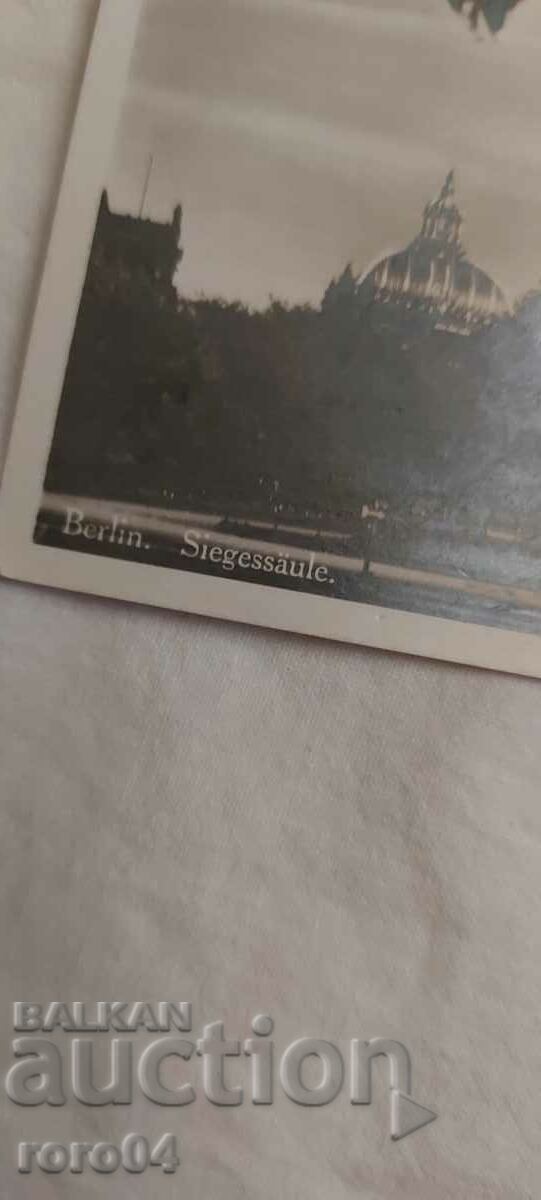 Berlin. Siegessäule.
BALKAN
auction
roro04